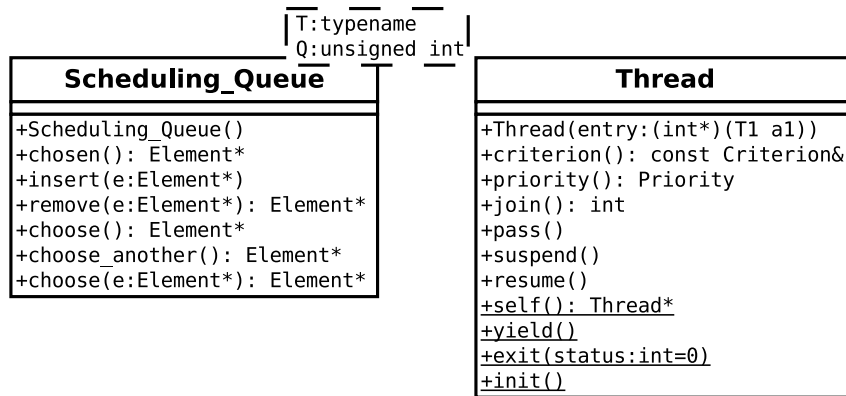 T:typename
Q:unsigned int
Scheduling_Queue
+Scheduling_Queue()
+chosen(): Element*
+insert(e:Element*)
+remove(e:Element*): Element*
+choose(): Element*
+choose_another(): Element*
+choose(e:Element*): Element*
Thread
+Thread(entry:(int*)(T1 a1))
+criterion(): const Criterion&
+priority(): Priority
+join(): int
+pass()
+suspend()
+resume()
+self(): Thread*
+yield()
+exit(status:int=0)
+init()